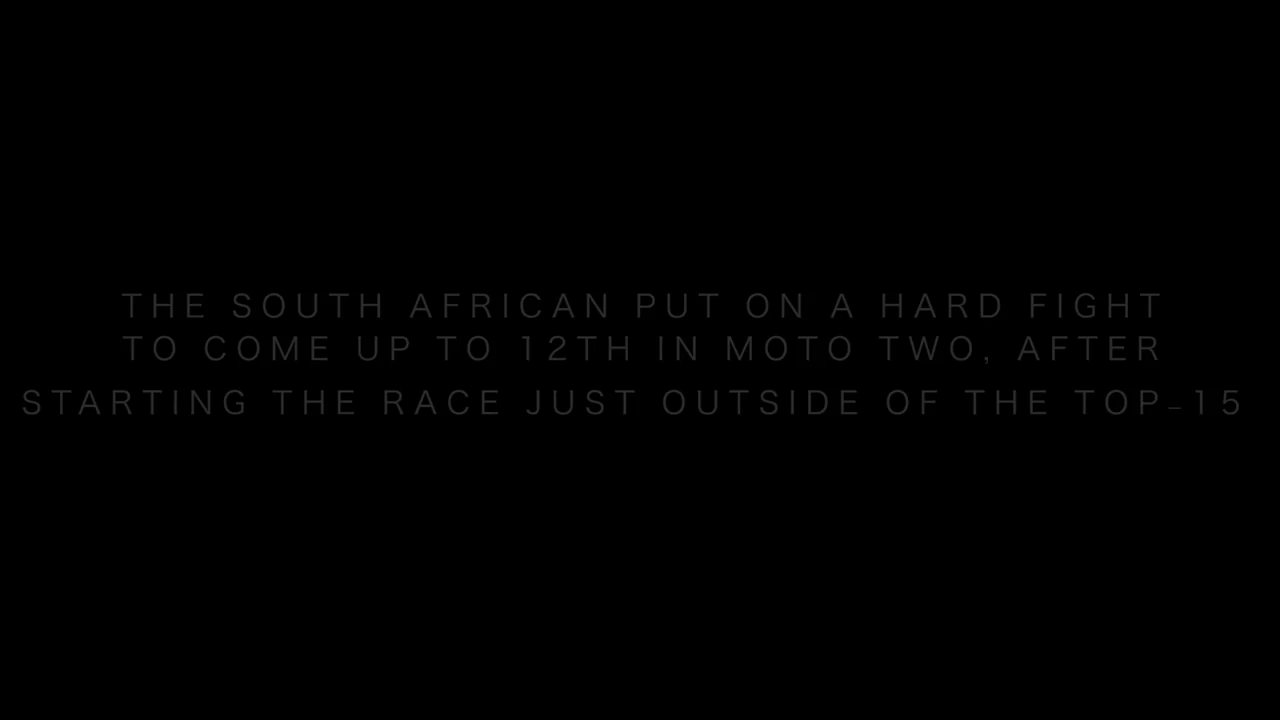 THE SOUTH AFRICAN PUT ON A HARD FIGHT
TO COME UP TO 12TH IN MOTO TWO, AFTER
STARTING THE RACE JUST OUTSIDE OF THE TOP-15